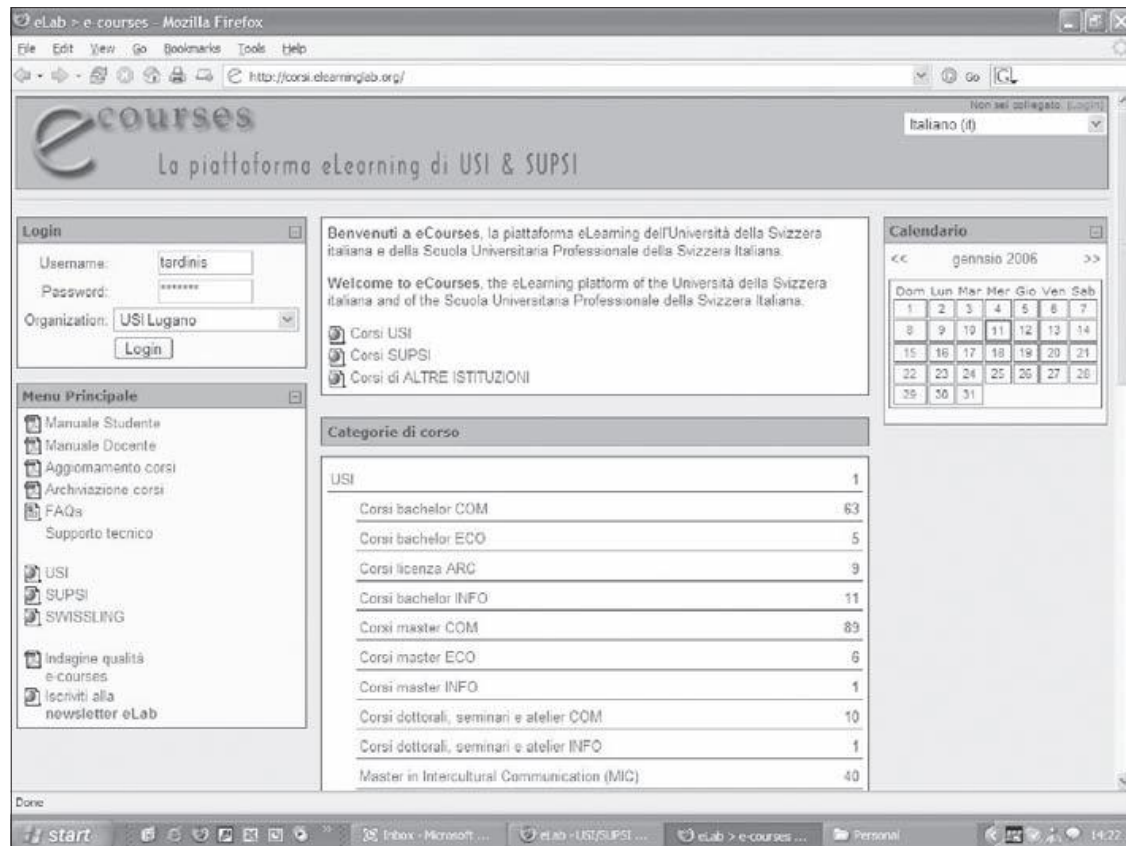 eLab > e-courses - Mozilla Firefox
File Edit View Go Bookmarks Tools Help
http://corsi.elearninglab.org/
Go
Non sei collegato. (Login)
Italiano (it)
ecourses
La piattaforma eLearning di USI & SUPSI
Login
Username: tardinis
Password: *******
Organization: USI Lugano
Login
Menu Principale
Manuale Studente
Manuale Docente
Aggiornamento corsi
Archiviazione corsi
FAQs
Supporto tecnico
USI
SUPSI
SWISSLING
Indagine qualità
e-courses
Iscriviti alla
newsletter eLab
Benvenuti a eCourses, la piattaforma eLearning dell'Università della Svizzera
italiana e della Scuola Universitaria Professionale della Svizzera Italiana.
Welcome to eCourses, the eLearning platform of the Università della Svizzera
italiana and of the Scuola Universitaria Professionale della Svizzera Italiana.
Corsi USI
Corsi SUPSI
Corsi di ALTRE ISTITUZIONI
Categorie di corso
USI 1
Corsi bachelor COM 63
Corsi bachelor ECO 5
Corsi licenza ARC 9
Corsi bachelor INFO 11
Corsi master COM 89
Corsi master ECO 6
Corsi master INFO 1
Corsi dottorali, seminari e atelier COM 10
Corsi dottorali, seminari e atelier INFO 1
Master in Intercultural Communication (MIC) 40
Calendario
<< gennaio 2006 >>
Dom Lun Mar Mer Gio Ven Sab
1 2 3 4 5 6 7
8 9 10 11 12 13 14
15 16 17 18 19 20 21
22 23 24 25 26 27 28
29 30 31
Done
start
Inbox - Microsoft ...
eLab - USI/SUPSI ...
eLab > e-courses ...
Personal
14:22